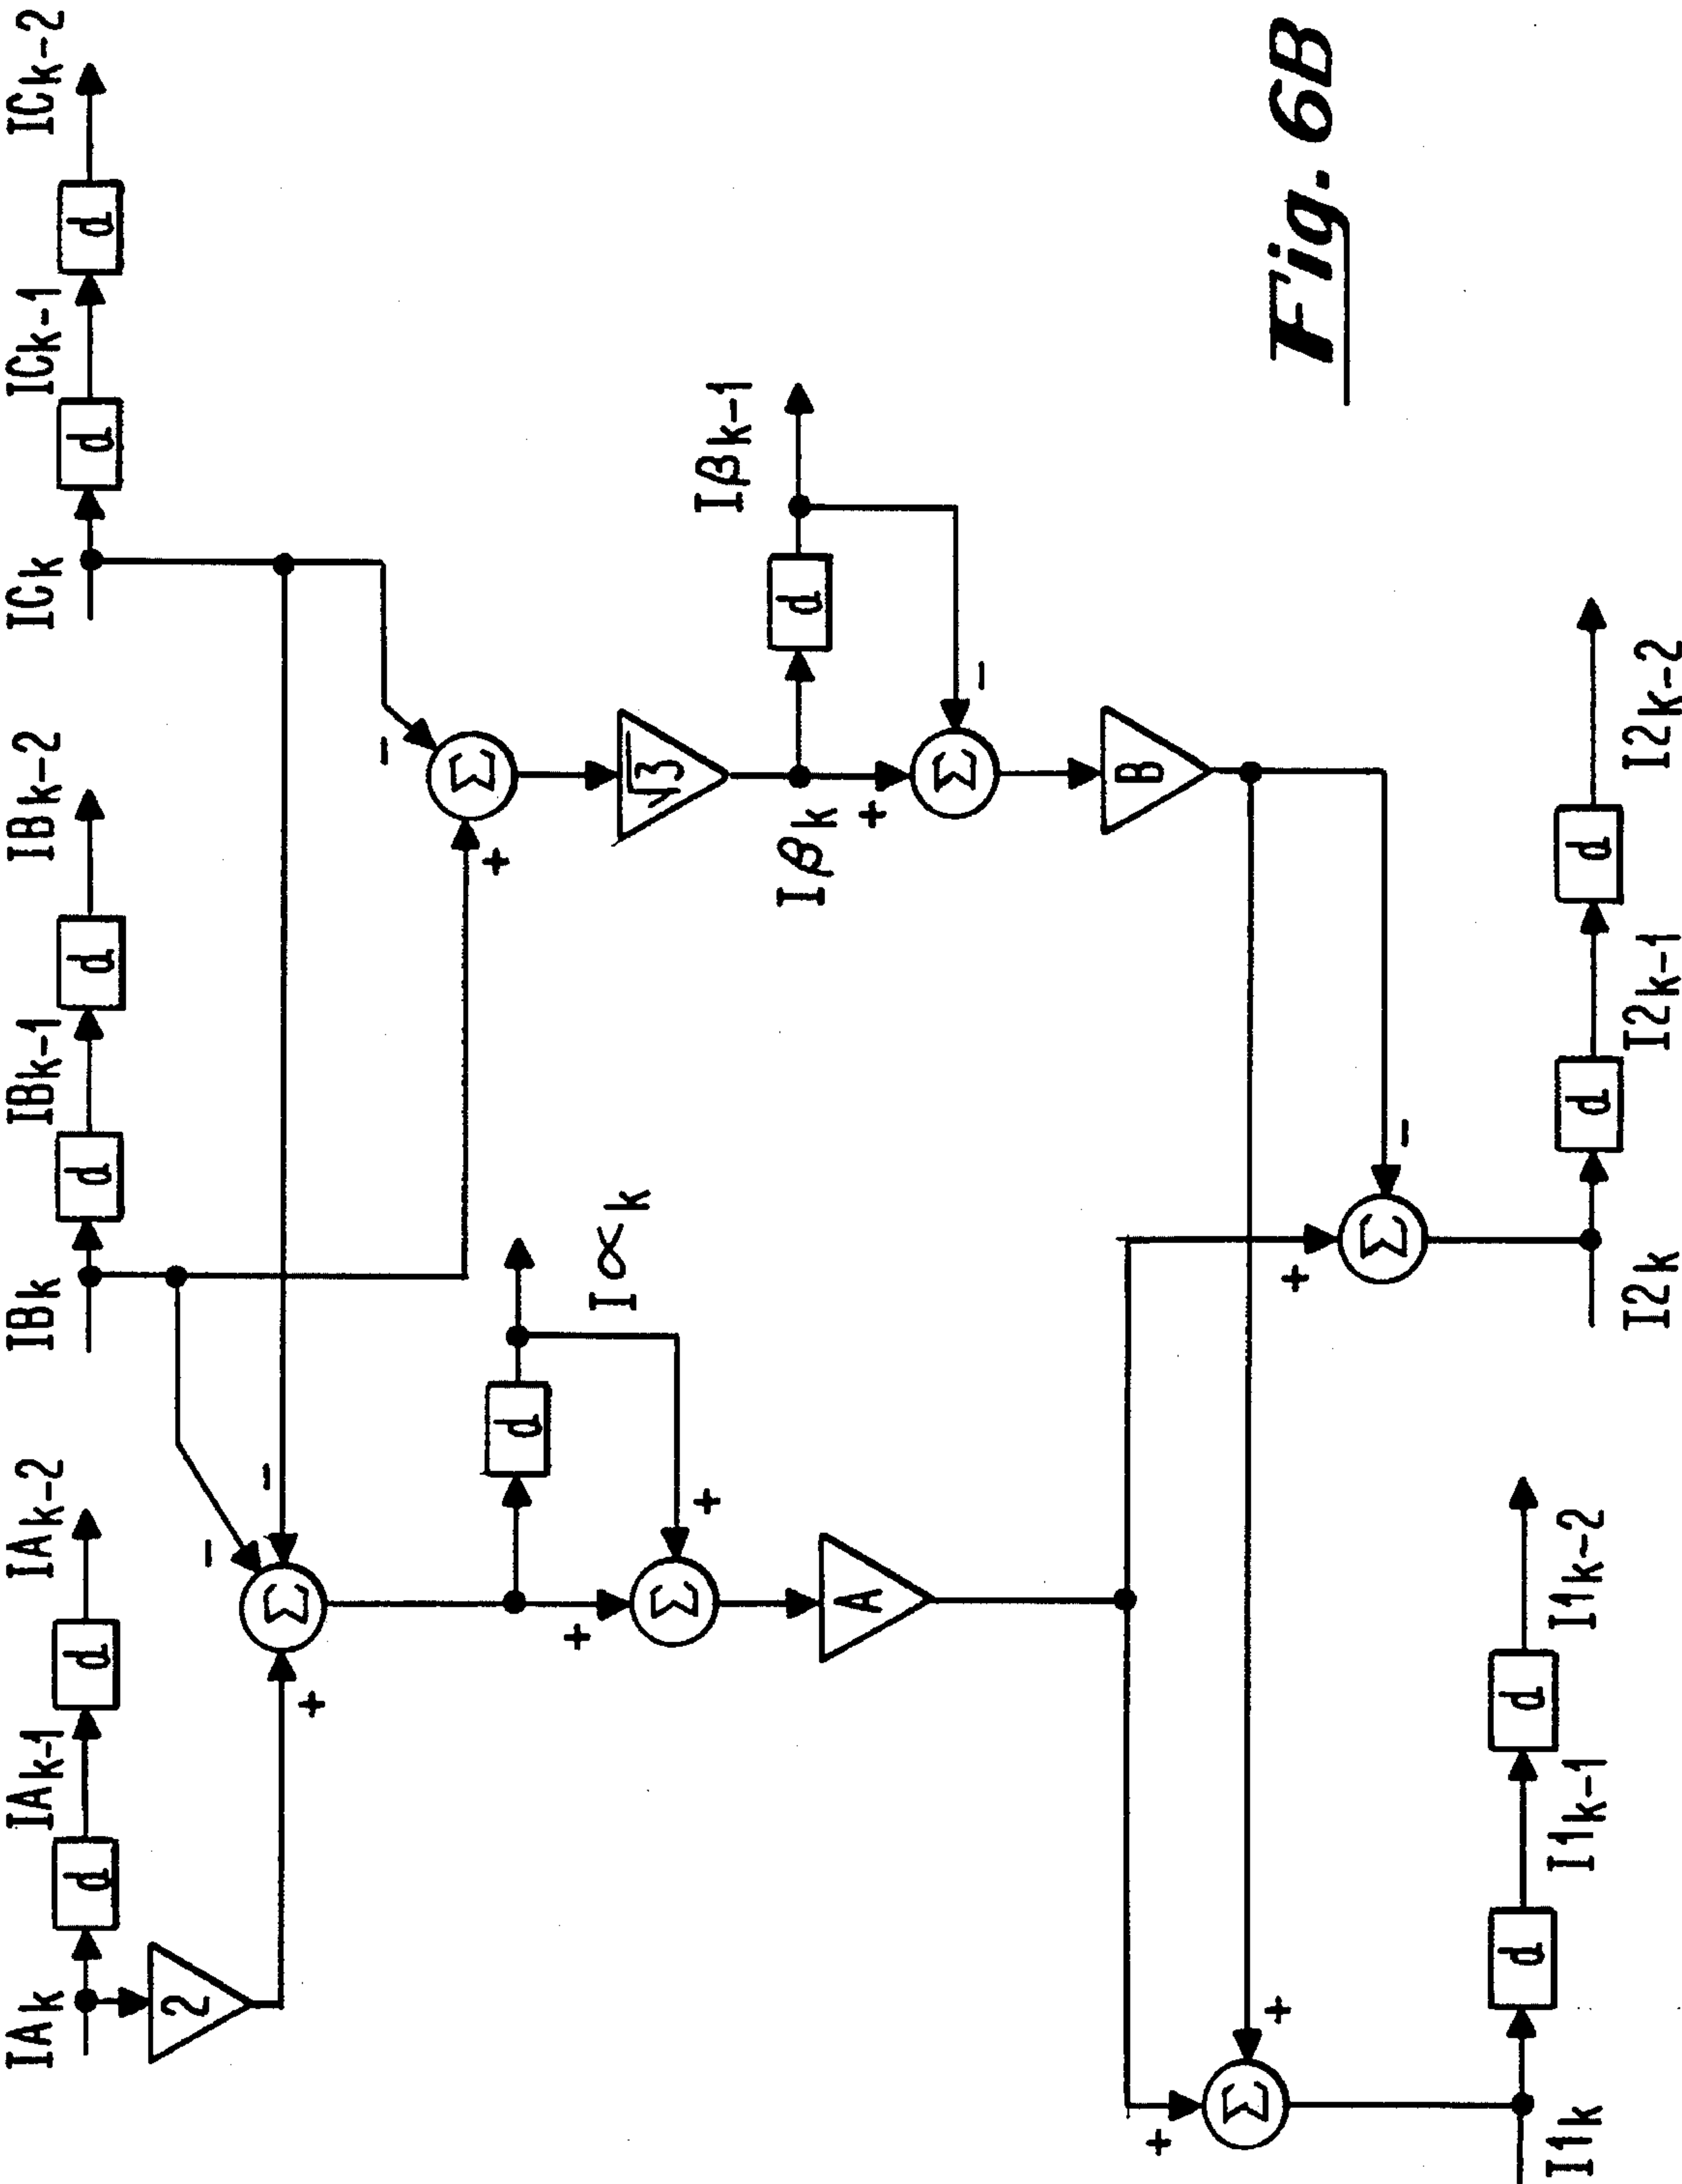 IAk IAk-1 IAk-2 IBk IBk-1 IBk-2 ICk ICk-1 ICk-2
d d d d d d
2
-
-
Σ
+
-
Σ
+
d
+
Iαk
√3
Σ
+
Iβk-1
d
Iβk
A
+
Σ
-
B
+
Σ
+
+
Σ
-
Fig. 6B
d d
d d
I1k I1k-1 I1k-2
I2k I2k-1 I2k-2